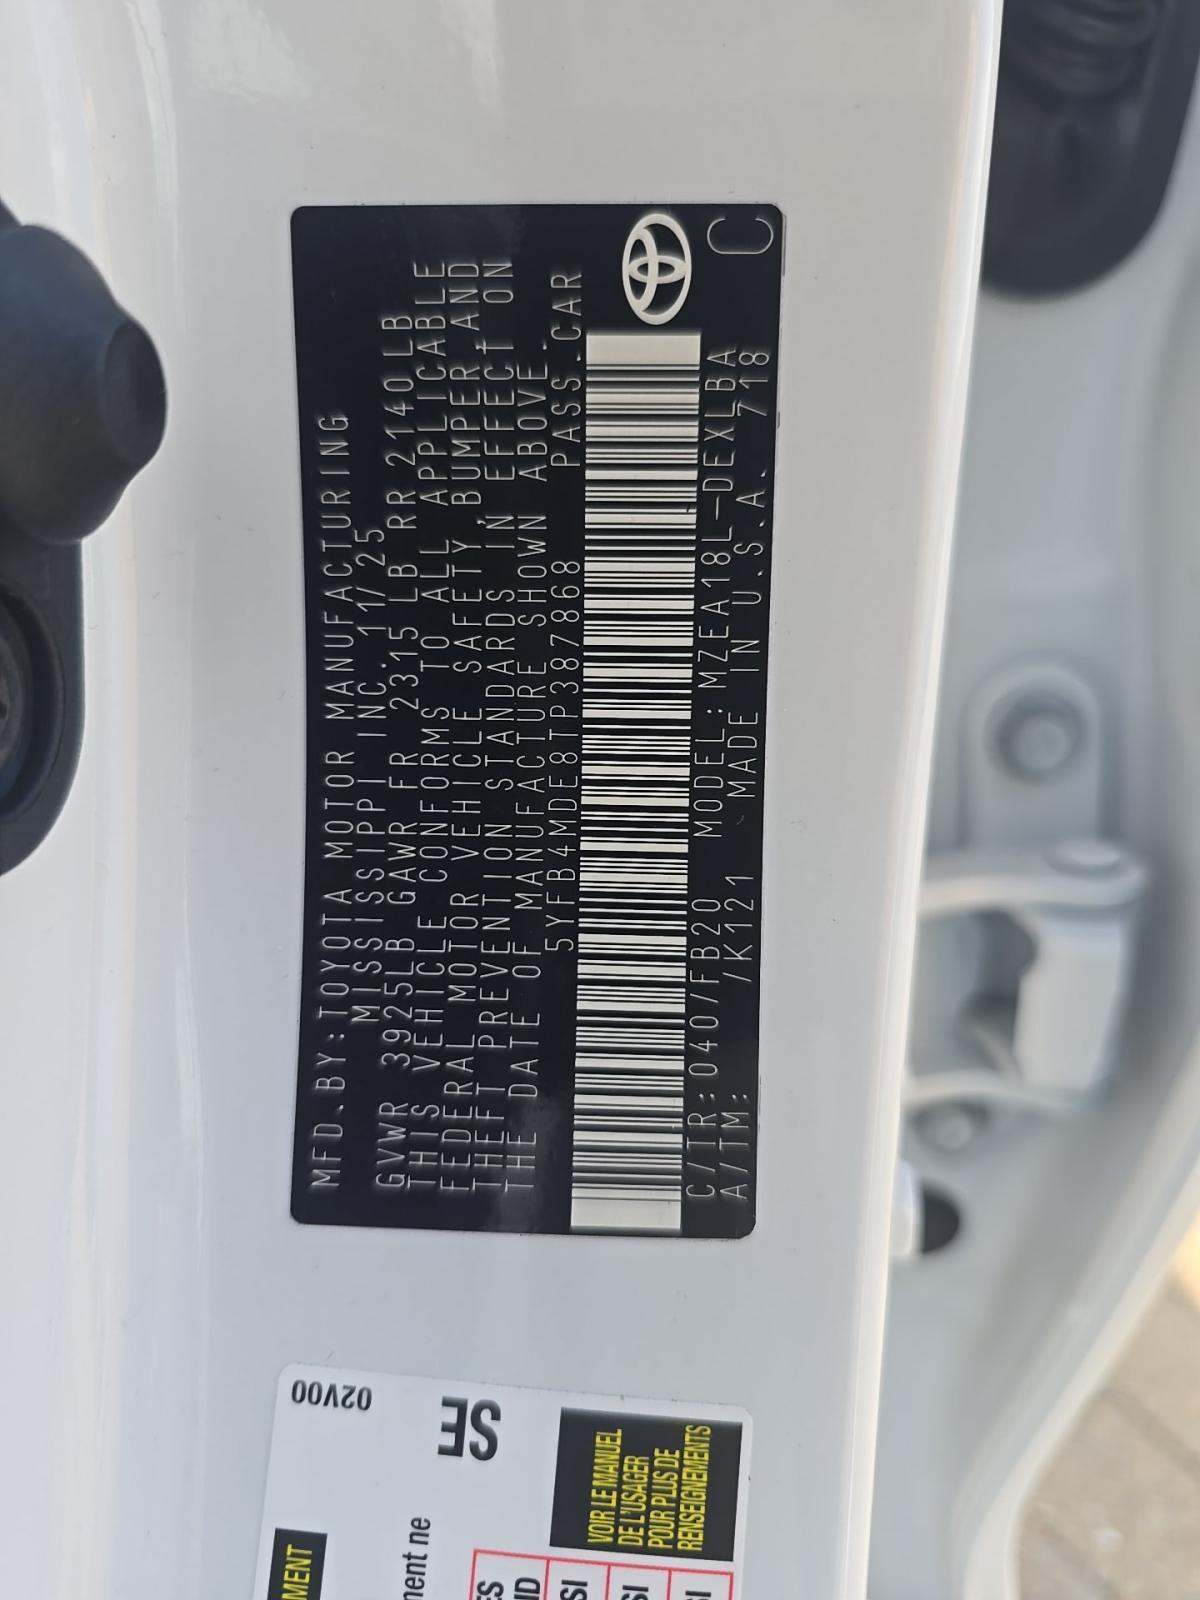 MFD.BY:TOYOTA MOTOR MANUFACTURING
MISSISSIPPI INC.11/25
GVWR 3925LB GAWR FR 2315 LB RR 2140LB
THIS VEHICLE CONFORMS TO ALL APPLICABLE
FEDERAL MOTOR VEHICLE SAFETY,BUMPER AND
THEFT PREVENTION STANDARDS IN EFFECT ON
THE DATE OF MANUFACTURE SHOWN ABOVE.
5YFB4MDE8TP387868 PASS.CAR
C/TR:040/FB20 MODEL:MZEA18L-DEXLBA
A/TM: /K121 MADE IN U.S.A. 718
C
02V00
SE
VOIR LE MANUEL
DE L'USAGER
POUR PLUS DE
RENSEIGNEMENTS
ne